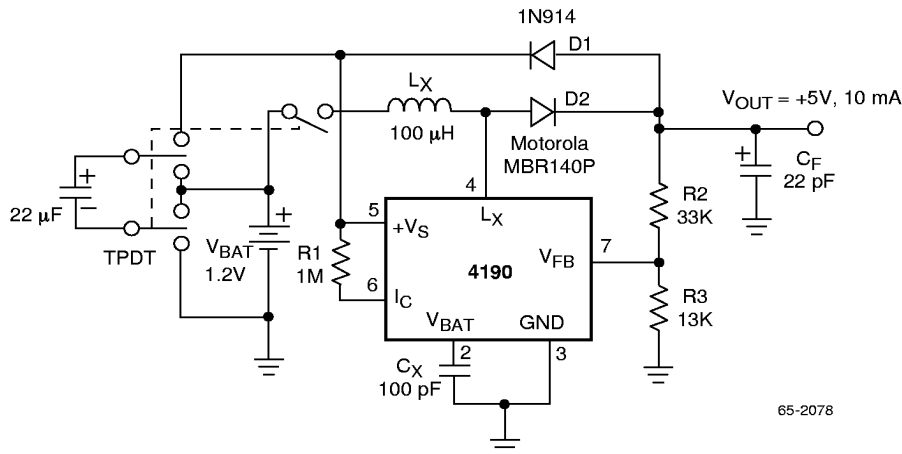 1N914
D1
LX
D2
VOUT = +5V, 10 mA
100 µH
Motorola
MBR140P
+
CF
22 pF
+
–
22 µF
4
LX
R2
33K
+
5
+VS
TPDT
VBAT
1.2V
R1
1M
VFB
7
4190
6
IC
R3
13K
VBAT
GND
2
3
CX
100 pF
65-2078